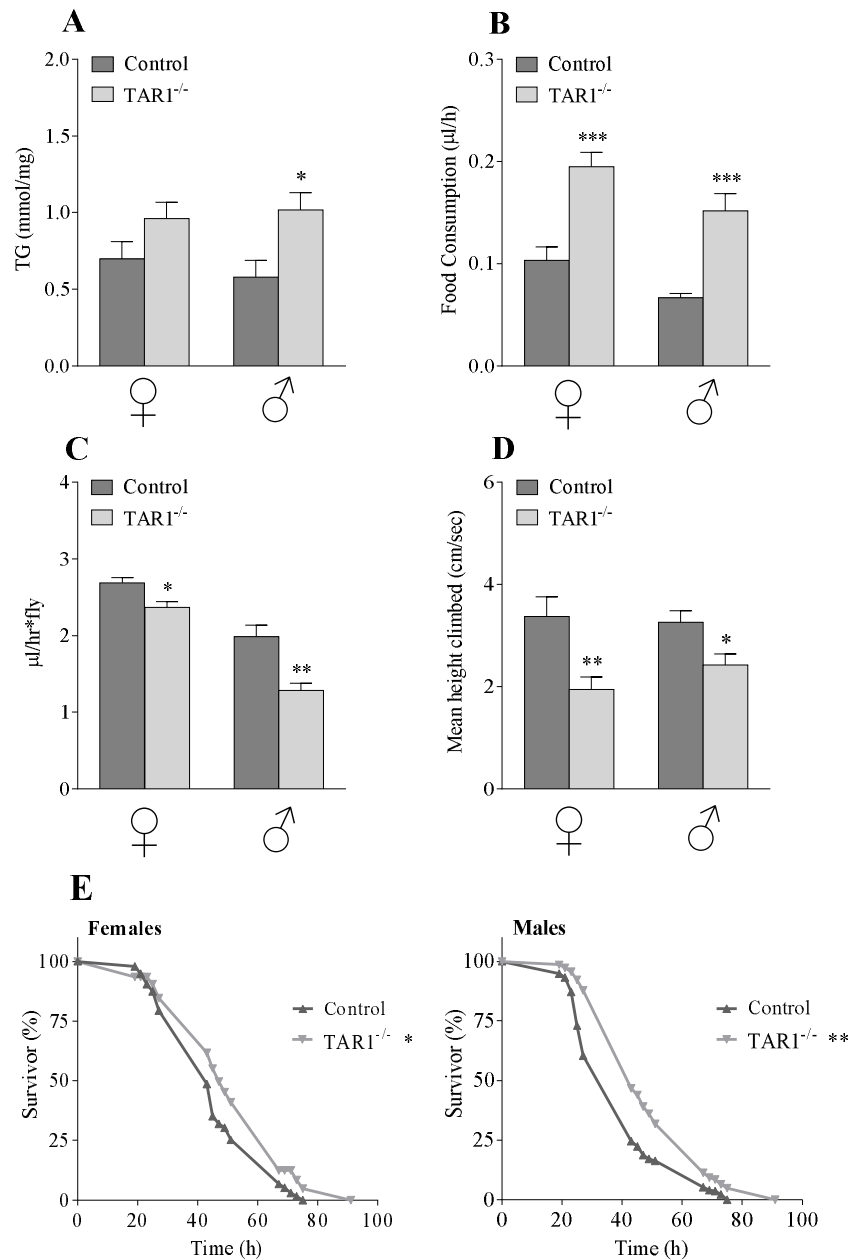 A
TG (mmol/mg)
2.0
1.5
1.0
0.5
0.0
Control
TAR1-/-
*
♀
♂
B
Food Consumption (µl/h)
0.3
0.2
0.1
0.0
Control
TAR1-/-
***
***
♀
♂
C
µl/hr*fly
4
3
2
1
0
Control
TAR1-/-
*
**
♀
♂
D
Mean height climbed (cm/sec)
6
4
2
0
Control
TAR1-/-
**
*
♀
♂
E
Females
Survivor (%)
100
75
50
25
0
Control
TAR1-/- *
0 20 40 60 80 100
Time (h)
Males
Survivor (%)
100
75
50
25
0
Control
TAR1-/- **
0 20 40 60 80 100
Time (h)